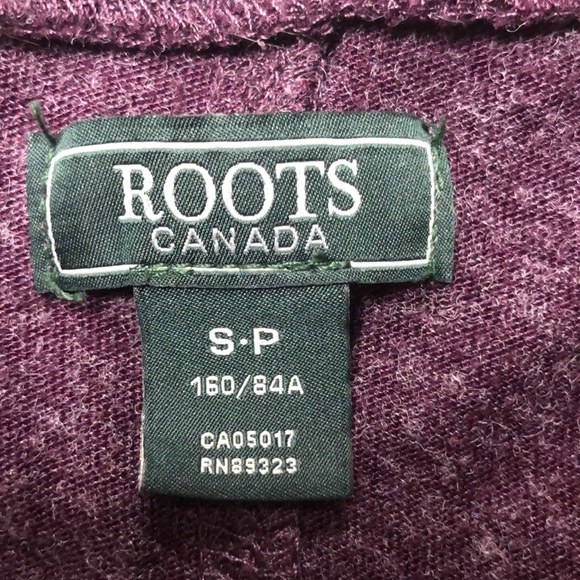 ROOTS
CANADA
S·P
160/84A
CA05017
RN89323